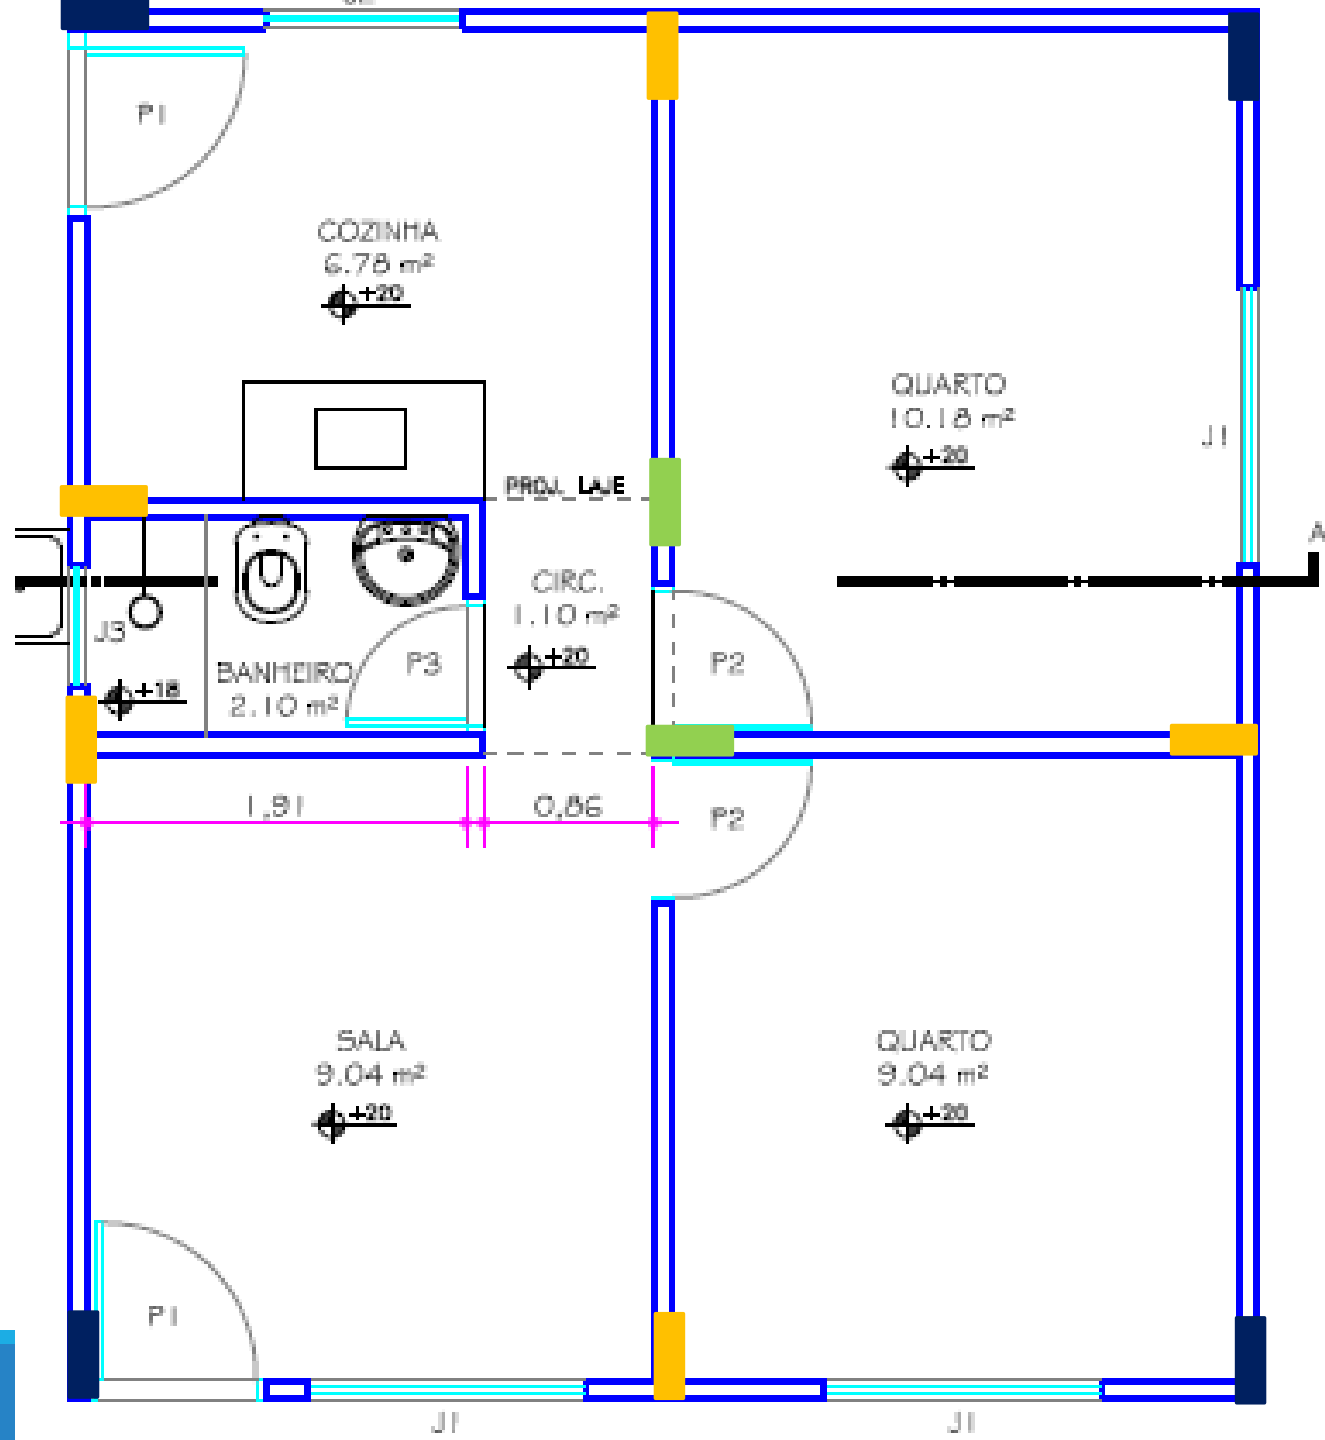 P1
COZINHA
6.78 m²
+20
QUARTO
10.18 m²
+20
J1
PROJ. LAJE
A
CIRC.
1.10 m²
+20
J3
+18
BANHEIRO
2.10 m²
P3
P2
1,91
0,86
P2
SALA
9.04 m²
+20
QUARTO
9.04 m²
+20
P1
J1
J1